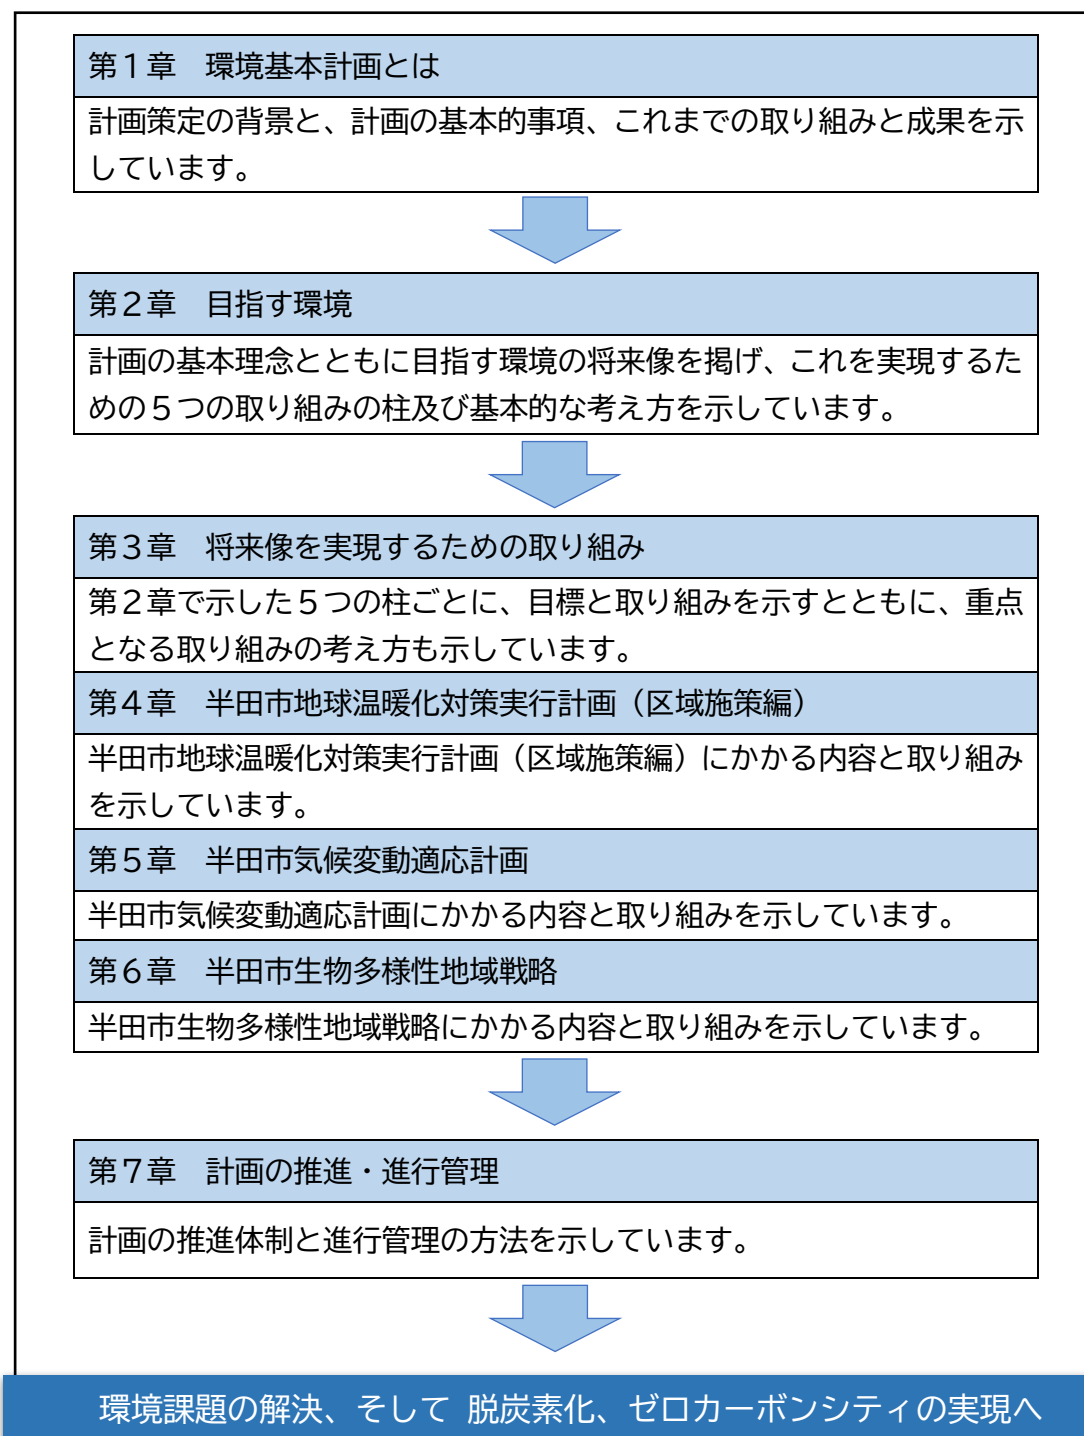 第１章　環境基本計画とは
計画策定の背景と、計画の基本的事項、これまでの取り組みと成果を示
しています。
第２章　目指す環境
計画の基本理念とともに目指す環境の将来像を掲げ、これを実現するた
めの５つの取り組みの柱及び基本的な考え方を示しています。
第３章　将来像を実現するための取り組み
第２章で示した５つの柱ごとに、目標と取り組みを示すとともに、重点
となる取り組みの考え方も示しています。
第４章　半田市地球温暖化対策実行計画（区域施策編）
半田市地球温暖化対策実行計画（区域施策編）にかかる内容と取り組み
を示しています。
第５章　半田市気候変動適応計画
半田市気候変動適応計画にかかる内容と取り組みを示しています。
第６章　半田市生物多様性地域戦略
半田市生物多様性地域戦略にかかる内容と取り組みを示しています。
第７章　計画の推進・進行管理
計画の推進体制と進行管理の方法を示しています。
環境課題の解決、そして 脱炭素化、ゼロカーボンシティの実現へ